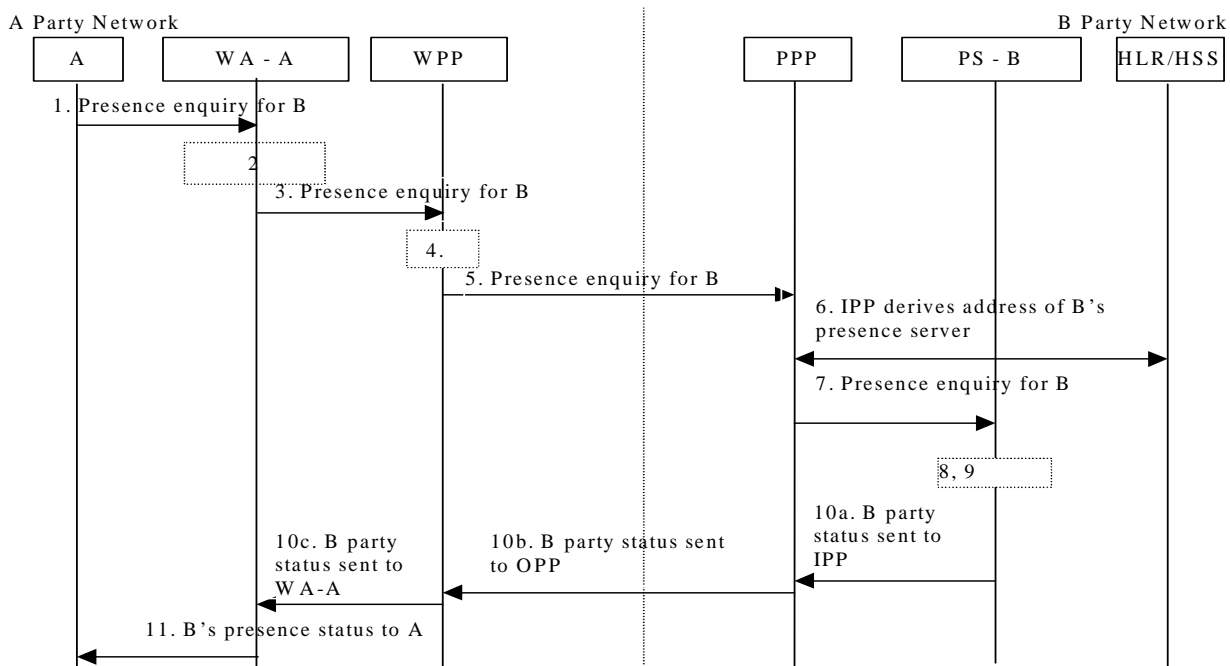 A Party Network
B Party Network
A
WA - A
WPP
PPP
PS - B
HLR/HSS
1. Presence enquiry for B
2
3. Presence enquiry for B
4.
5. Presence enquiry for B
6. IPP derives address of B's
presence server
7. Presence enquiry for B
8, 9
10a. B party
status sent to
IPP
10b. B party status sent
to OPP
10c. B party
status sent to
WA-A
11. B's presence status to A